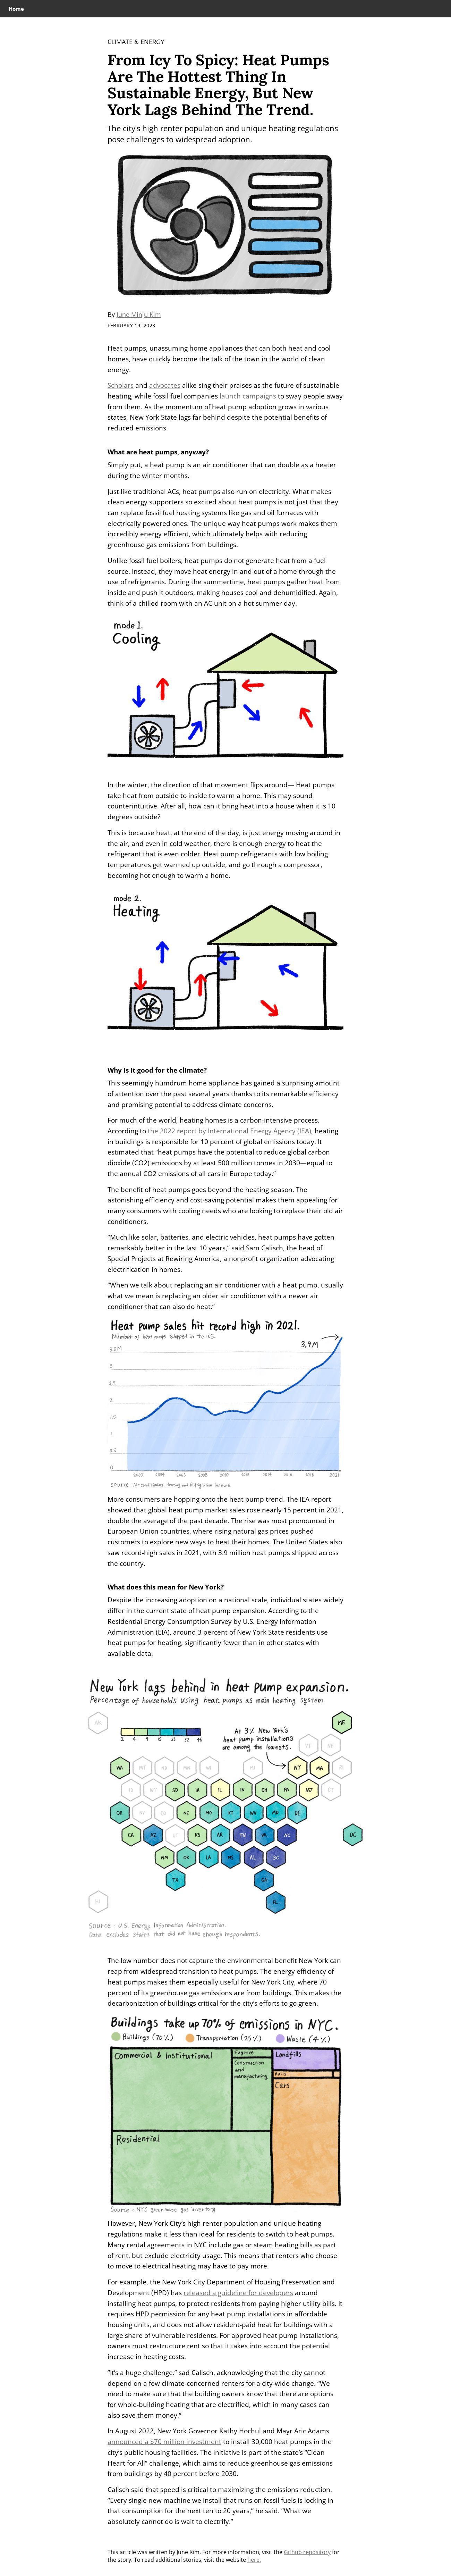 Home
CLIMATE & ENERGY
From Icy To Spicy: Heat Pumps
Are The Hottest Thing In
Sustainable Energy, But New
York Lags Behind The Trend.
The city’s high renter population and unique heating regulations
pose challenges to widespread adoption.
By June Minju Kim
FEBRUARY 19, 2023
Heat pumps, unassuming home appliances that can both heat and cool
homes, have quickly become the talk of the town in the world of clean
energy.
Scholars and advocates alike sing their praises as the future of sustainable
heating, while fossil fuel companies launch campaigns to sway people away
from them. As the momentum of heat pump adoption grows in various
states, New York State lags far behind despite the potential benefits of
reduced emissions.
What are heat pumps, anyway?
Simply put, a heat pump is an air conditioner that can double as a heater
during the winter months.
Just like traditional ACs, heat pumps also run on electricity. What makes
clean energy supporters so excited about heat pumps is not just that they
can replace fossil fuel heating systems like gas and oil furnaces with
electrically powered ones. The unique way heat pumps work makes them
incredibly energy efficient, which ultimately helps with reducing
greenhouse gas emissions from buildings.
Unlike fossil fuel boilers, heat pumps do not generate heat from a fuel
source. Instead, they move heat energy in and out of a home through the
use of refrigerants. During the summertime, heat pumps gather heat from
inside and push it outdoors, making houses cool and dehumidified. Again,
think of a chilled room with an AC unit on a hot summer day.
mode 1.
Cooling
In the winter, the direction of that movement flips around— Heat pumps
take heat from outside to inside to warm a home. This may sound
counterintuitive. After all, how can it bring heat into a house when it is 10
degrees outside?
This is because heat, at the end of the day, is just energy moving around in
the air, and even in cold weather, there is enough energy to heat the
refrigerant that is even colder. Heat pump refrigerants with low boiling
temperatures get warmed up outside, and go through a compressor,
becoming hot enough to warm a home.
mode 2.
Heating
Why is it good for the climate?
This seemingly humdrum home appliance has gained a surprising amount
of attention over the past several years thanks to its remarkable efficiency
and promising potential to address climate concerns.
For much of the world, heating homes is a carbon-intensive process.
According to the 2022 report by International Energy Agency (IEA), heating
in buildings is responsible for 10 percent of global emissions today. It
estimated that “heat pumps have the potential to reduce global carbon
dioxide (CO2) emissions by at least 500 million tonnes in 2030—equal to
the annual CO2 emissions of all cars in Europe today.”
The benefit of heat pumps goes beyond the heating season. The
astonishing efficiency and cost-saving potential makes them appealing for
many consumers with cooling needs who are looking to replace their old air
conditioners.
“Much like solar, batteries, and electric vehicles, heat pumps have gotten
remarkably better in the last 10 years,” said Sam Calisch, the head of
Special Projects at Rewiring America, a nonprofit organization advocating
electrification in homes.
“When we talk about replacing an air conditioner with a heat pump, usually
what we mean is replacing an older air conditioner with a newer air
conditioner that can also do heat.”
Heat pump sales hit record high in 2021.
Number of heat pumps shipped in the U.S.
3.9M
3.5M
3
2.5
2
1.5
1
0.5
0
2002 2004 2006 2008 2010 2012 2014 2016 2018 2021
Source : Air Conditioning, Heating and Refrigeration Institute.
More consumers are hopping onto the heat pump trend. The IEA report
showed that global heat pump market sales rose nearly 15 percent in 2021,
double the average of the past decade. The rise was most pronounced in
European Union countries, where rising natural gas prices pushed
customers to explore new ways to heat their homes. The United States also
saw record-high sales in 2021, with 3.9 million heat pumps shipped across
the country.
What does this mean for New York?
Despite the increasing adoption on a national scale, individual states widely
differ in the current state of heat pump expansion. According to the
Residential Energy Consumption Survey by U.S. Energy Information
Administration (EIA), around 3 percent of New York State residents use
heat pumps for heating, significantly fewer than in other states with
available data.
New York lags behind in heat pump expansion.
Percentage of households using heat pumps as main heating system
ME
At 3% New York's
heat pump installations
are among the lowests.
WA NY MA
SD IA IL IN OH PA NJ
OR NE MO KY WV MD DE
CA AZ KS AR TN VA NC DC
NM OK LA MS AL SC
TX GA
FL
Source : U.S. Energy Information Administration.
Data excludes States that did not have enough respondents.
The low number does not capture the environmental benefit New York can
reap from widespread transition to heat pumps. The energy efficiency of
heat pumps makes them especially useful for New York City, where 70
percent of its greenhouse gas emissions are from buildings. This makes the
decarbonization of buildings critical for the city’s efforts to go green.
Buildings take up 70% of emissions in NYC.
Buildings (70%) Transportation (25%) Waste (4%)
Commercial & Institutional
Fugitive
Construction
and
manufacturing
Landfills
Cars
Residential
Source : NYC greenhouse gas inventory
However, New York City’s high renter population and unique heating
regulations make it less than ideal for residents to switch to heat pumps.
Many rental agreements in NYC include gas or steam heating bills as part
of rent, but exclude electricity usage. This means that renters who choose
to move to electrical heating may have to pay more.
For example, the New York City Department of Housing Preservation and
Development (HPD) has released a guideline for developers around
installing heat pumps, to protect residents from paying higher utility bills. It
requires HPD permission for any heat pump installations in affordable
housing units, and does not allow resident-paid heat for buildings with a
large share of vulnerable residents. For approved heat pump installations,
owners must restructure rent so that it takes into account the potential
increase in heating costs.
“It’s a huge challenge.” sad Calisch, acknowledging that the city cannot
depend on a few climate-concerned renters for a city-wide change. “We
need to make sure that the building owners know that there are options
for whole-building heating that are electrified, which in many cases can
also save them money.”
In August 2022, New York Governor Kathy Hochul and Mayr Aric Adams
announced a $70 million investment to install 30,000 heat pumps in the
city’s public housing facilities. The initiative is part of the state’s “Clean
Heart for All” challenge, which aims to reduce greenhouse gas emissions
from buildings by 40 percent before 2030.
Calisch said that speed is critical to maximizing the emissions reduction.
“Every single new machine we install that runs on fossil fuels is locking in
that consumption for the next ten to 20 years,” he said. “What we
absolutely cannot do is wait to electrify.”
This article was written by June Kim. For more information, visit the Github repository for
the story. To read additional stories, visit the website here.